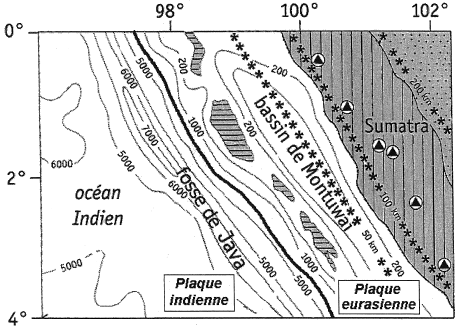 98° 100° 102°
0°
2°
4°
6000
5000
200
200
200 km
1000
7000
200
bassin de Montuwal
Sumatra
6000
5000
6000
fosse de Java
100 km
océan
Indien
50 km
200
5000
5000
1000
5000
Plaque
indienne
Plaque
eurasienne